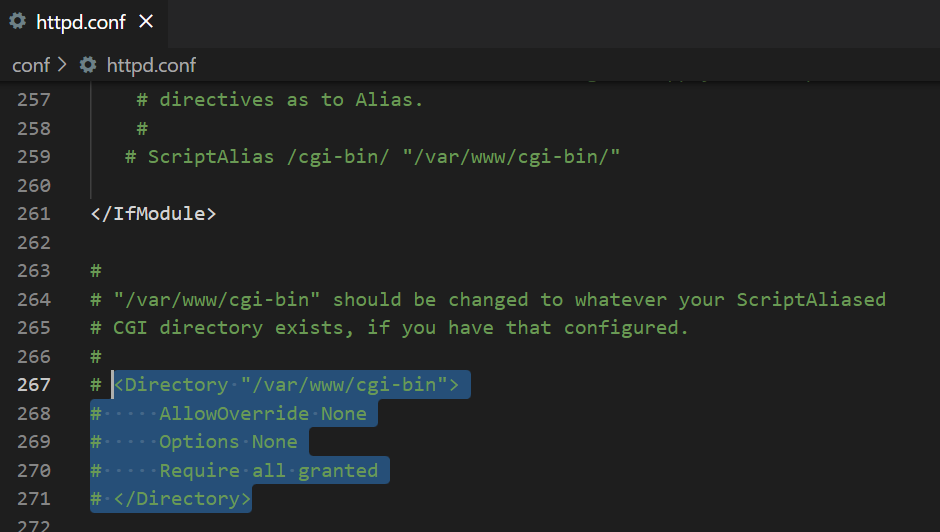 httpd.conf ×
conf > httpd.conf
257 # directives as to Alias.
258 #
259 # ScriptAlias /cgi-bin/ "/var/www/cgi-bin/"
260
261 </IfModule>
262
263 #
264 # "/var/www/cgi-bin" should be changed to whatever your ScriptAliased
265 # CGI directory exists, if you have that configured.
266 #
267 # <Directory "/var/www/cgi-bin">
268 # AllowOverride None
269 # Options None
270 # Require all granted
271 # </Directory>
272